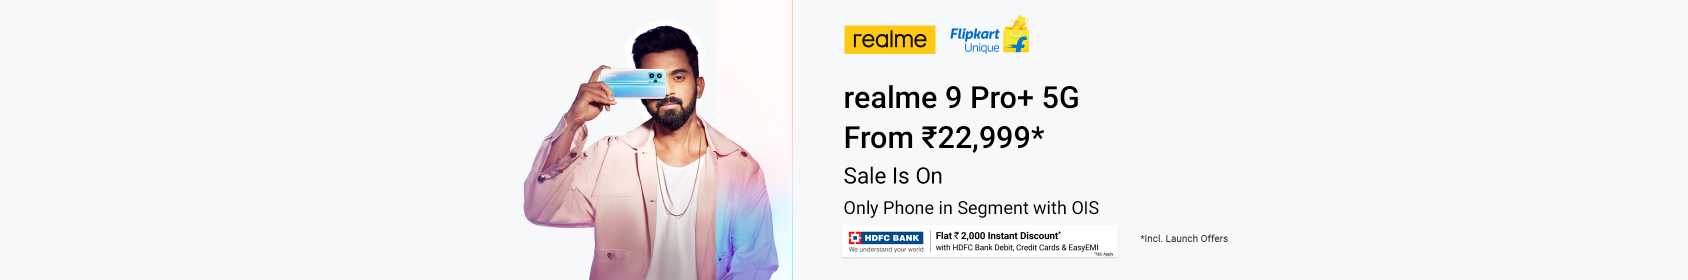 realme
Flipkart
Unique
realme 9 Pro+ 5G
From ₹22,999*
Sale Is On
Only Phone in Segment with OIS
HDFC BANK
We understand your world
Flat ₹ 2,000 Instant Discount*
with HDFC Bank Debit, Credit Cards & EasyEMI
*Incl. Launch Offers